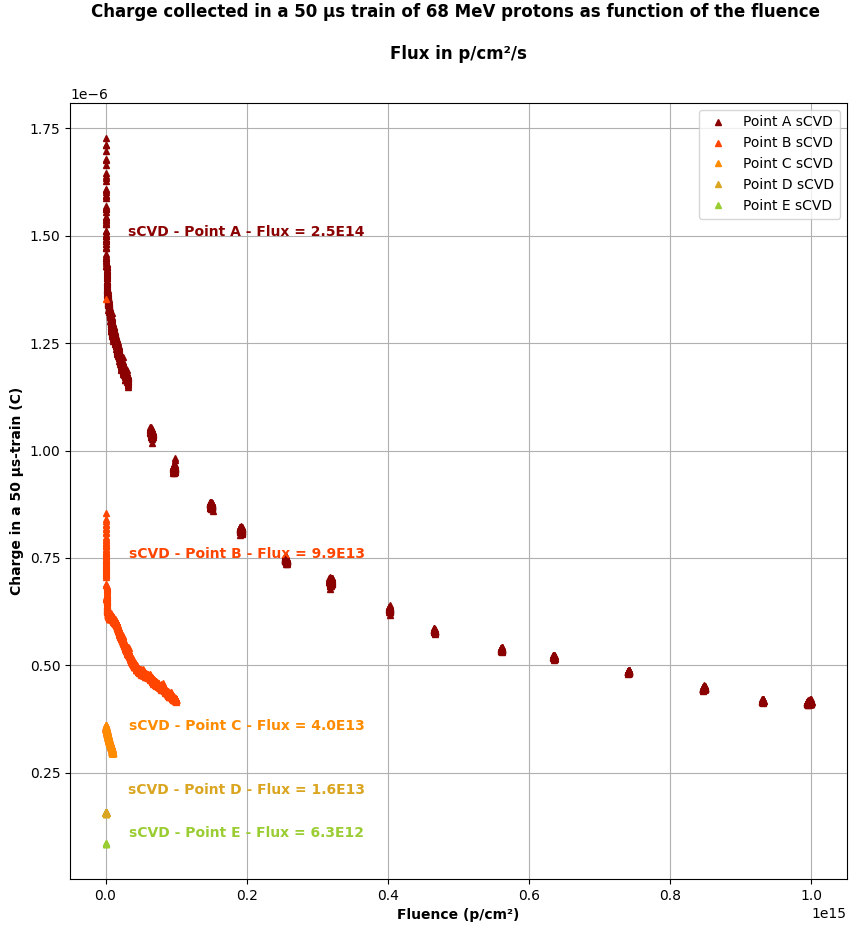 Charge collected in a 50 µs train of 68 MeV protons as function of the fluence
Flux in p/cm²/s
1e−6
Point A sCVD
Point B sCVD
Point C sCVD
Point D sCVD
Point E sCVD
1.75
1.50
1.25
1.00
0.75
0.50
0.25
Charge in a 50 µs-train (C)
sCVD - Point A - Flux = 2.5E14
sCVD - Point B - Flux = 9.9E13
sCVD - Point C - Flux = 4.0E13
sCVD - Point D - Flux = 1.6E13
sCVD - Point E - Flux = 6.3E12
0.0 0.2 0.4 0.6 0.8 1.0
1e15
Fluence (p/cm²)